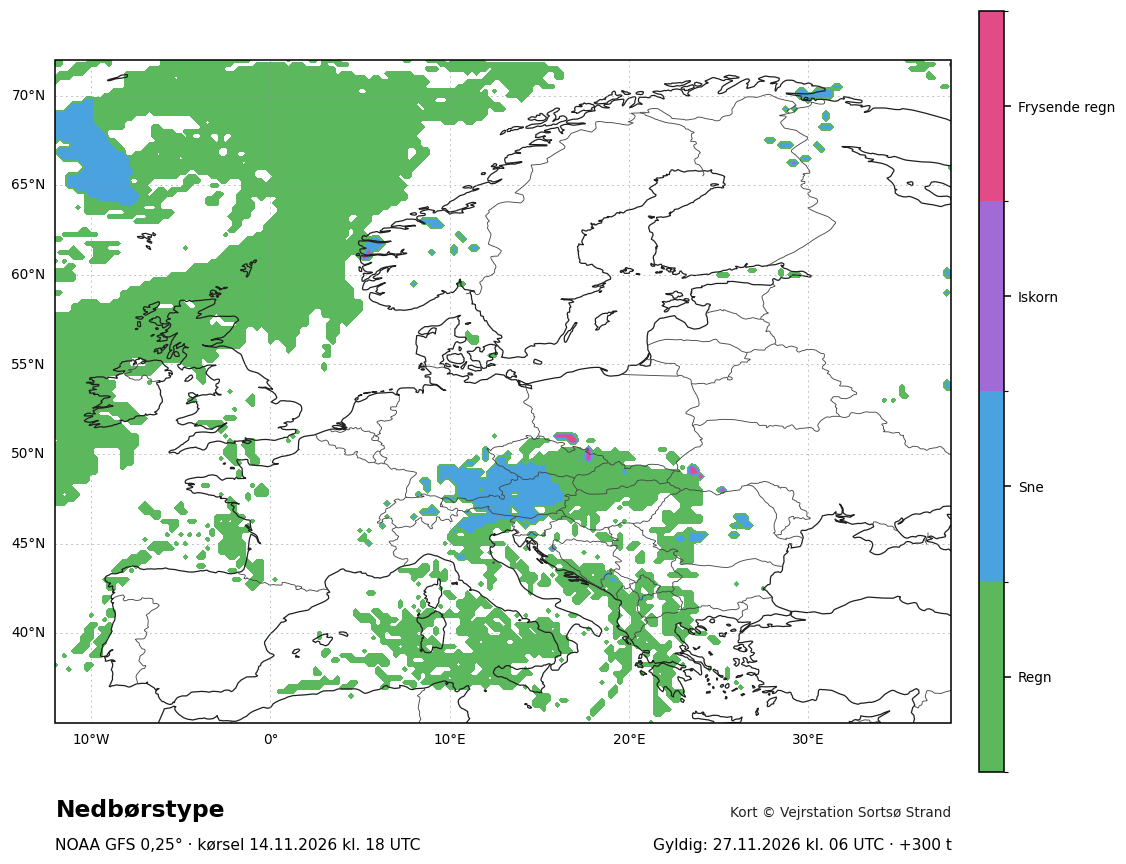 70°N
65°N
60°N
55°N
50°N
45°N
40°N
10°W
0°
10°E
20°E
30°E
Frysende regn
Iskorn
Sne
Regn
Nedbørstype
Kort © Vejrstation Sortsø Strand
NOAA GFS 0,25° · kørsel 14.11.2026 kl. 18 UTC
Gyldig: 27.11.2026 kl. 06 UTC · +300 t